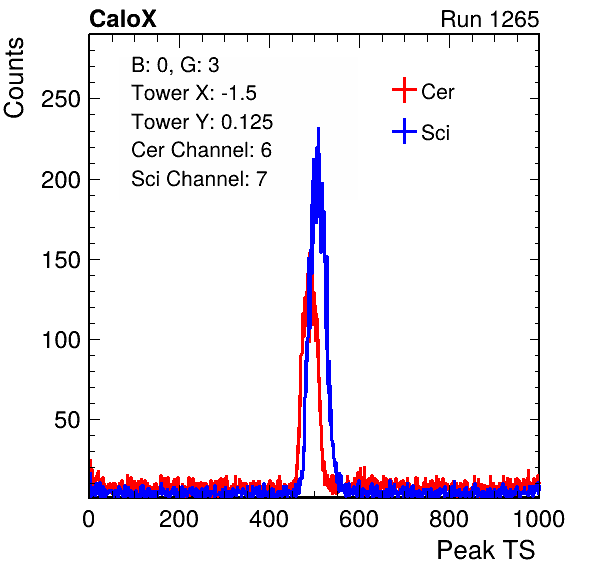 CaloX Run 1265
Counts
B: 0, G: 3
Tower X: -1.5
Tower Y: 0.125
Cer Channel: 6
Sci Channel: 7
Cer
Sci
250
200
150
100
50
0 200 400 600 800 1000
Peak TS